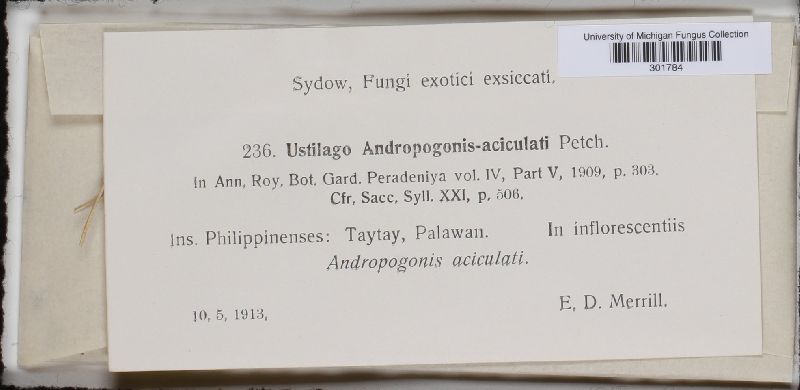 University of Michigan Fungus Collection
301784
Sydow, Fungi exotici exsiccati.
236. Ustilago Andropogonis-aciculati Petch.
In Ann, Roy, Bot, Gard. Peradeniya vol. IV, Part V, 1909, p. 303.
Cfr, Sacc, Syll. XXI, p. 506.
Ins. Philippinenses: Taytay, Palawan. In inflorescentiis
Andropogonis aciculati.
10, 5, 1913,
E, D. Merrill.